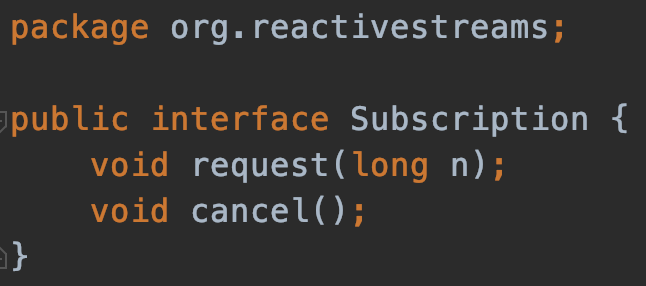 package org.reactivestreams;
public interface Subscription {
    void request(long n);
    void cancel();
}